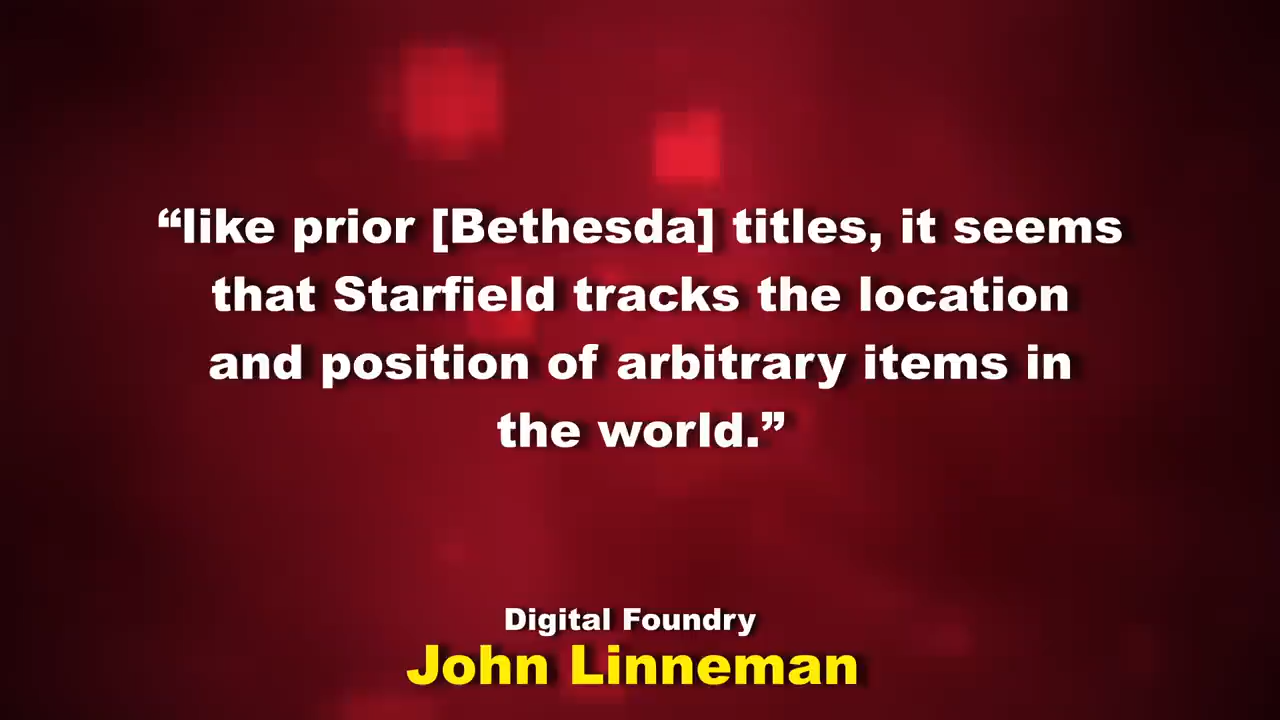 “like prior [Bethesda] titles, it seems
that Starfield tracks the location
and position of arbitrary items in
the world.”
Digital Foundry
John Linneman